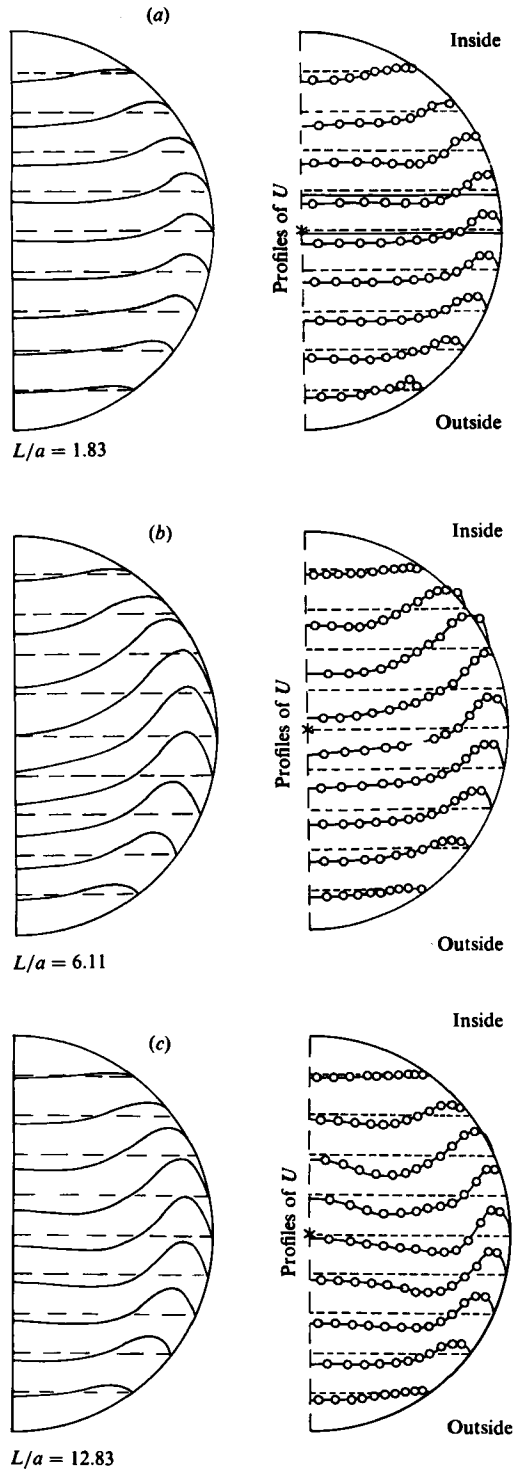 (a)
Inside
Profiles of U
Outside
L/a = 1.83
(b)
Inside
Profiles of U
Outside
L/a = 6.11
Inside
(c)
Profiles of U
Outside
L/a = 12.83